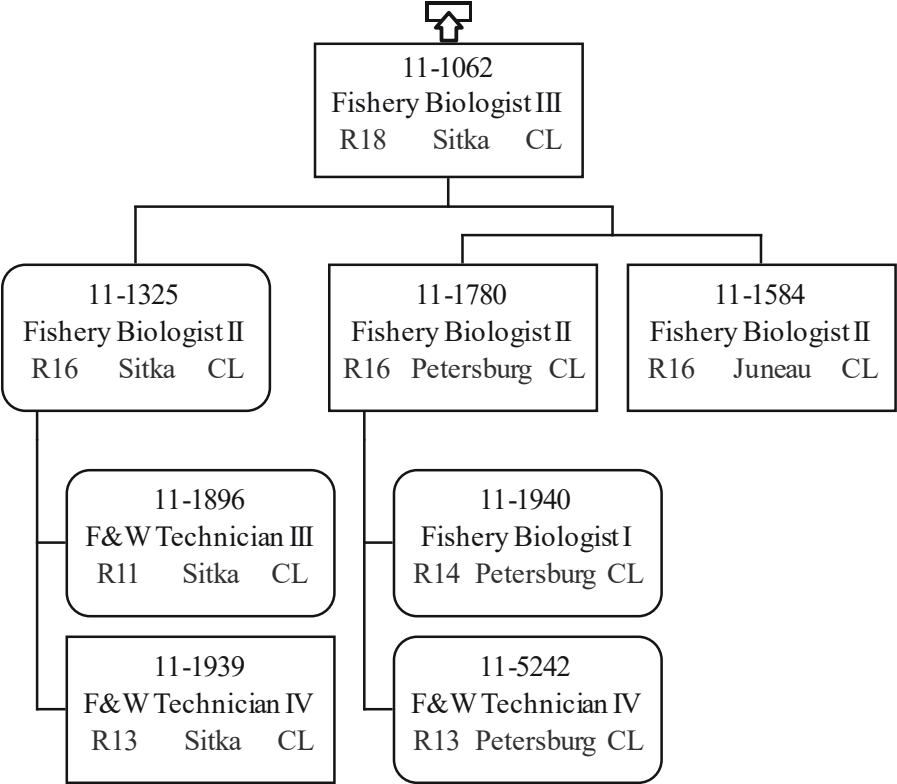 11-1062
Fishery Biologist III
R18 Sitka CL
11-1325
Fishery Biologist II
R16 Sitka CL
11-1780
Fishery Biologist II
R16 Petersburg CL
11-1584
Fishery Biologist II
R16 Juneau CL
11-1896
F&W Technician III
R11 Sitka CL
11-1940
Fishery Biologist I
R14 Petersburg CL
11-1939
F&W Technician IV
R13 Sitka CL
11-5242
F&W Technician IV
R13 Petersburg CL